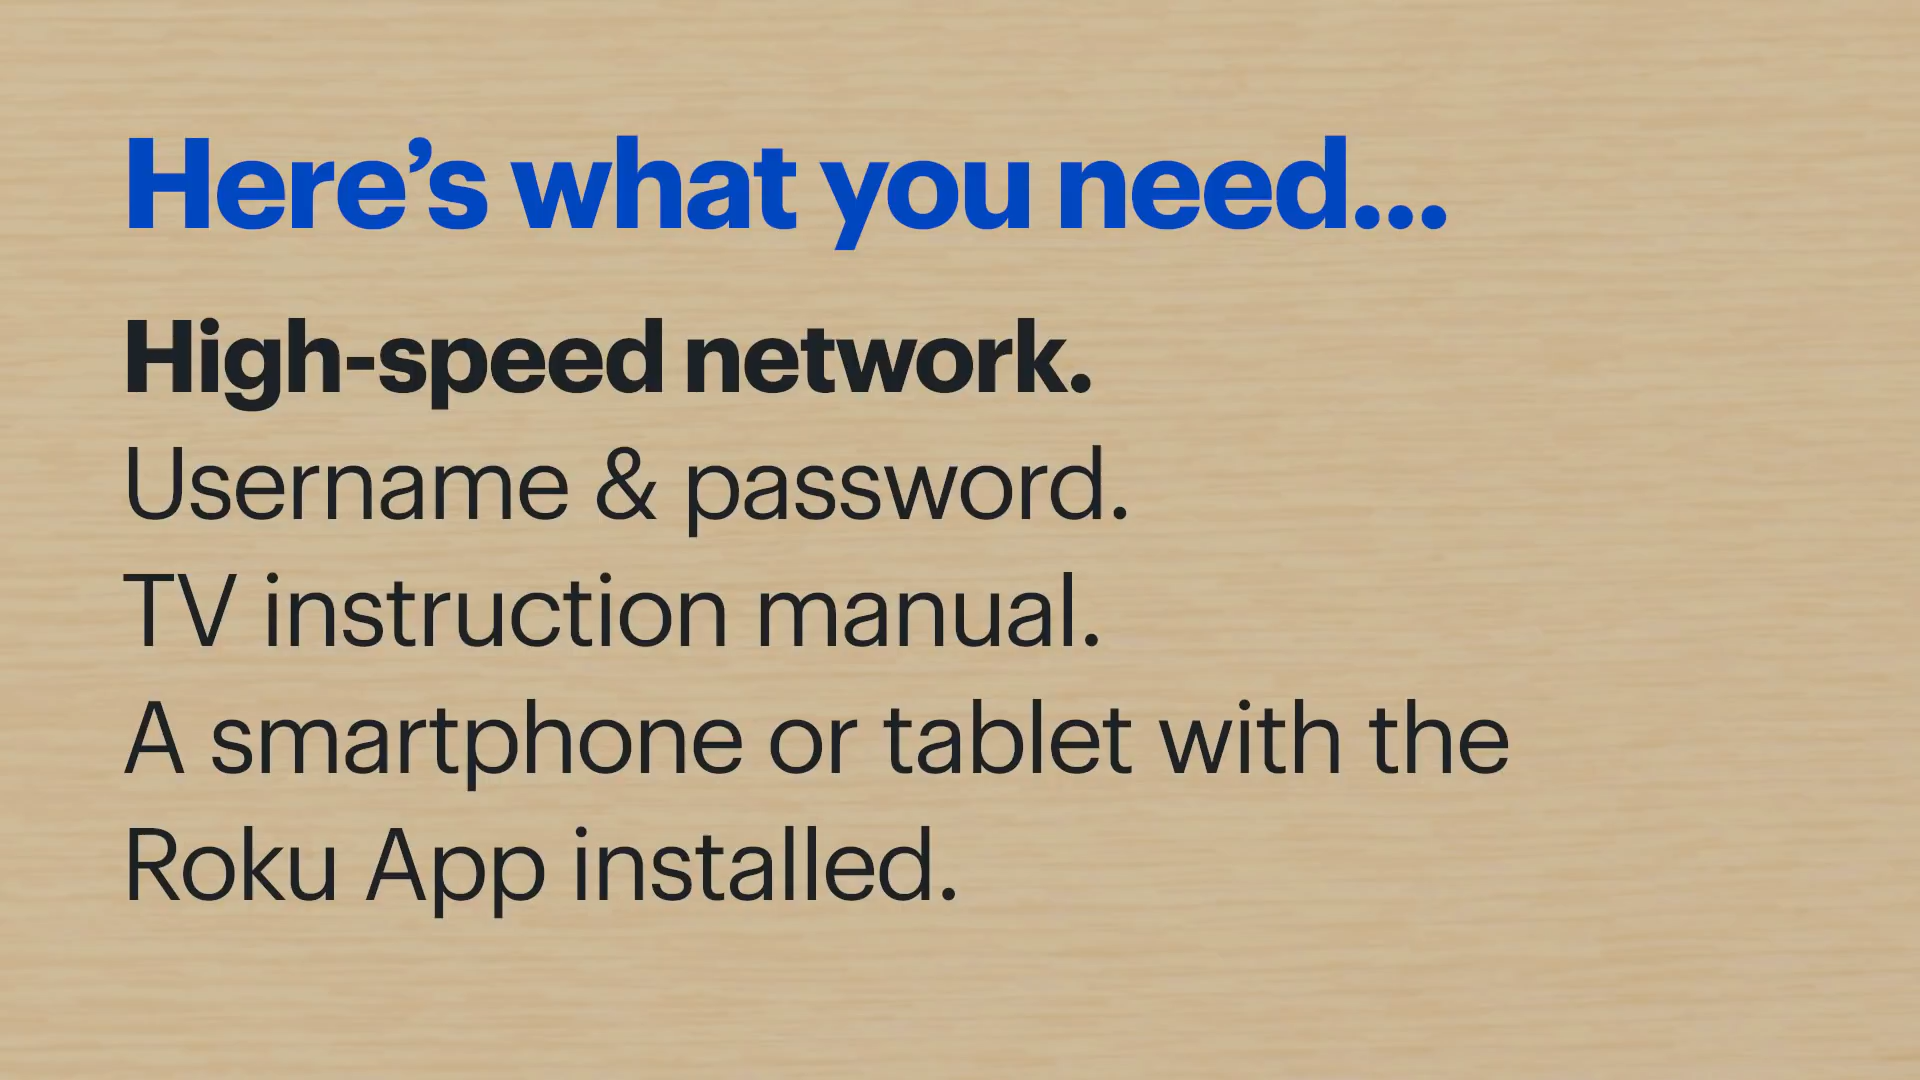 Here’s what you need...
High-speed network.
Username & password.
TV instruction manual.
A smartphone or tablet with the
Roku App installed.